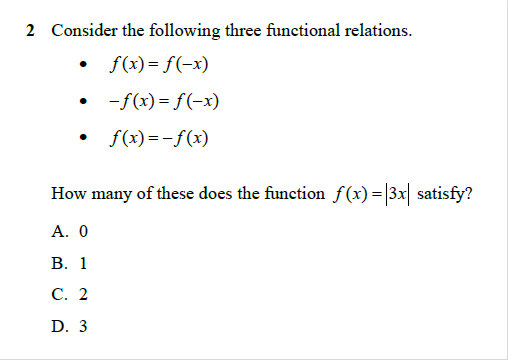 2 Consider the following three functional relations.
• f(x) = f(−x)
• −f(x) = f(−x)
• f(x) = −f(x)
How many of these does the function f(x) = |3x| satisfy?
A. 0
B. 1
C. 2
D. 3